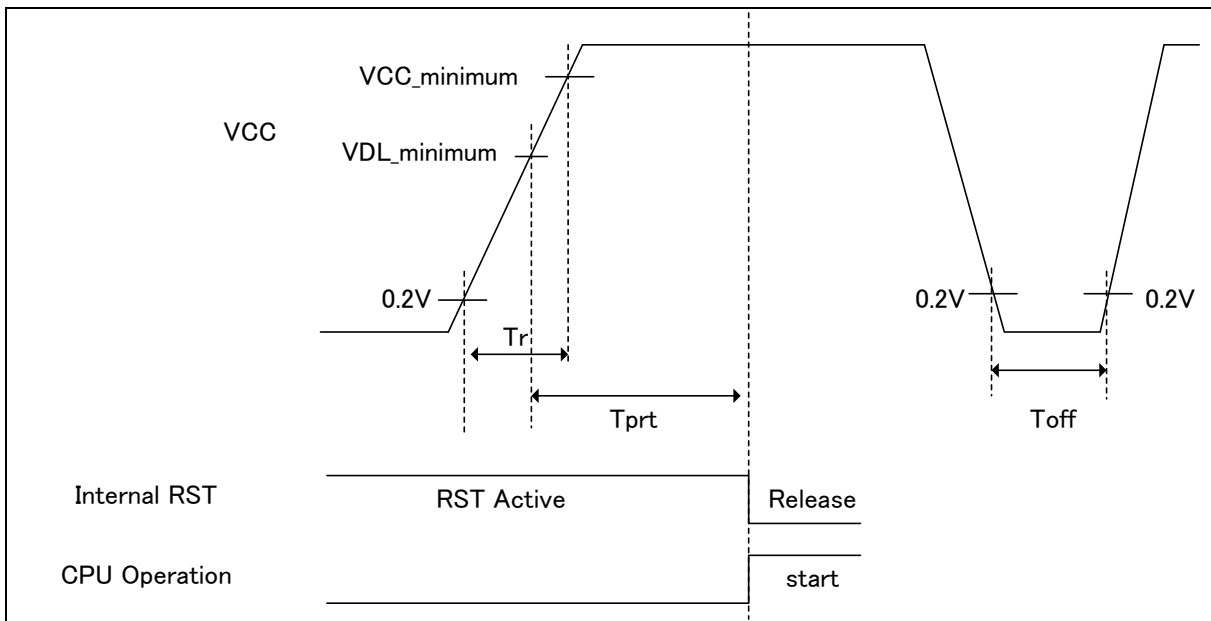 VCC_minimum
VCC
VDL_minimum
0.2V
0.2V
0.2V
Tr
Tprt
Toff
Internal RST
RST Active
Release
CPU Operation
start